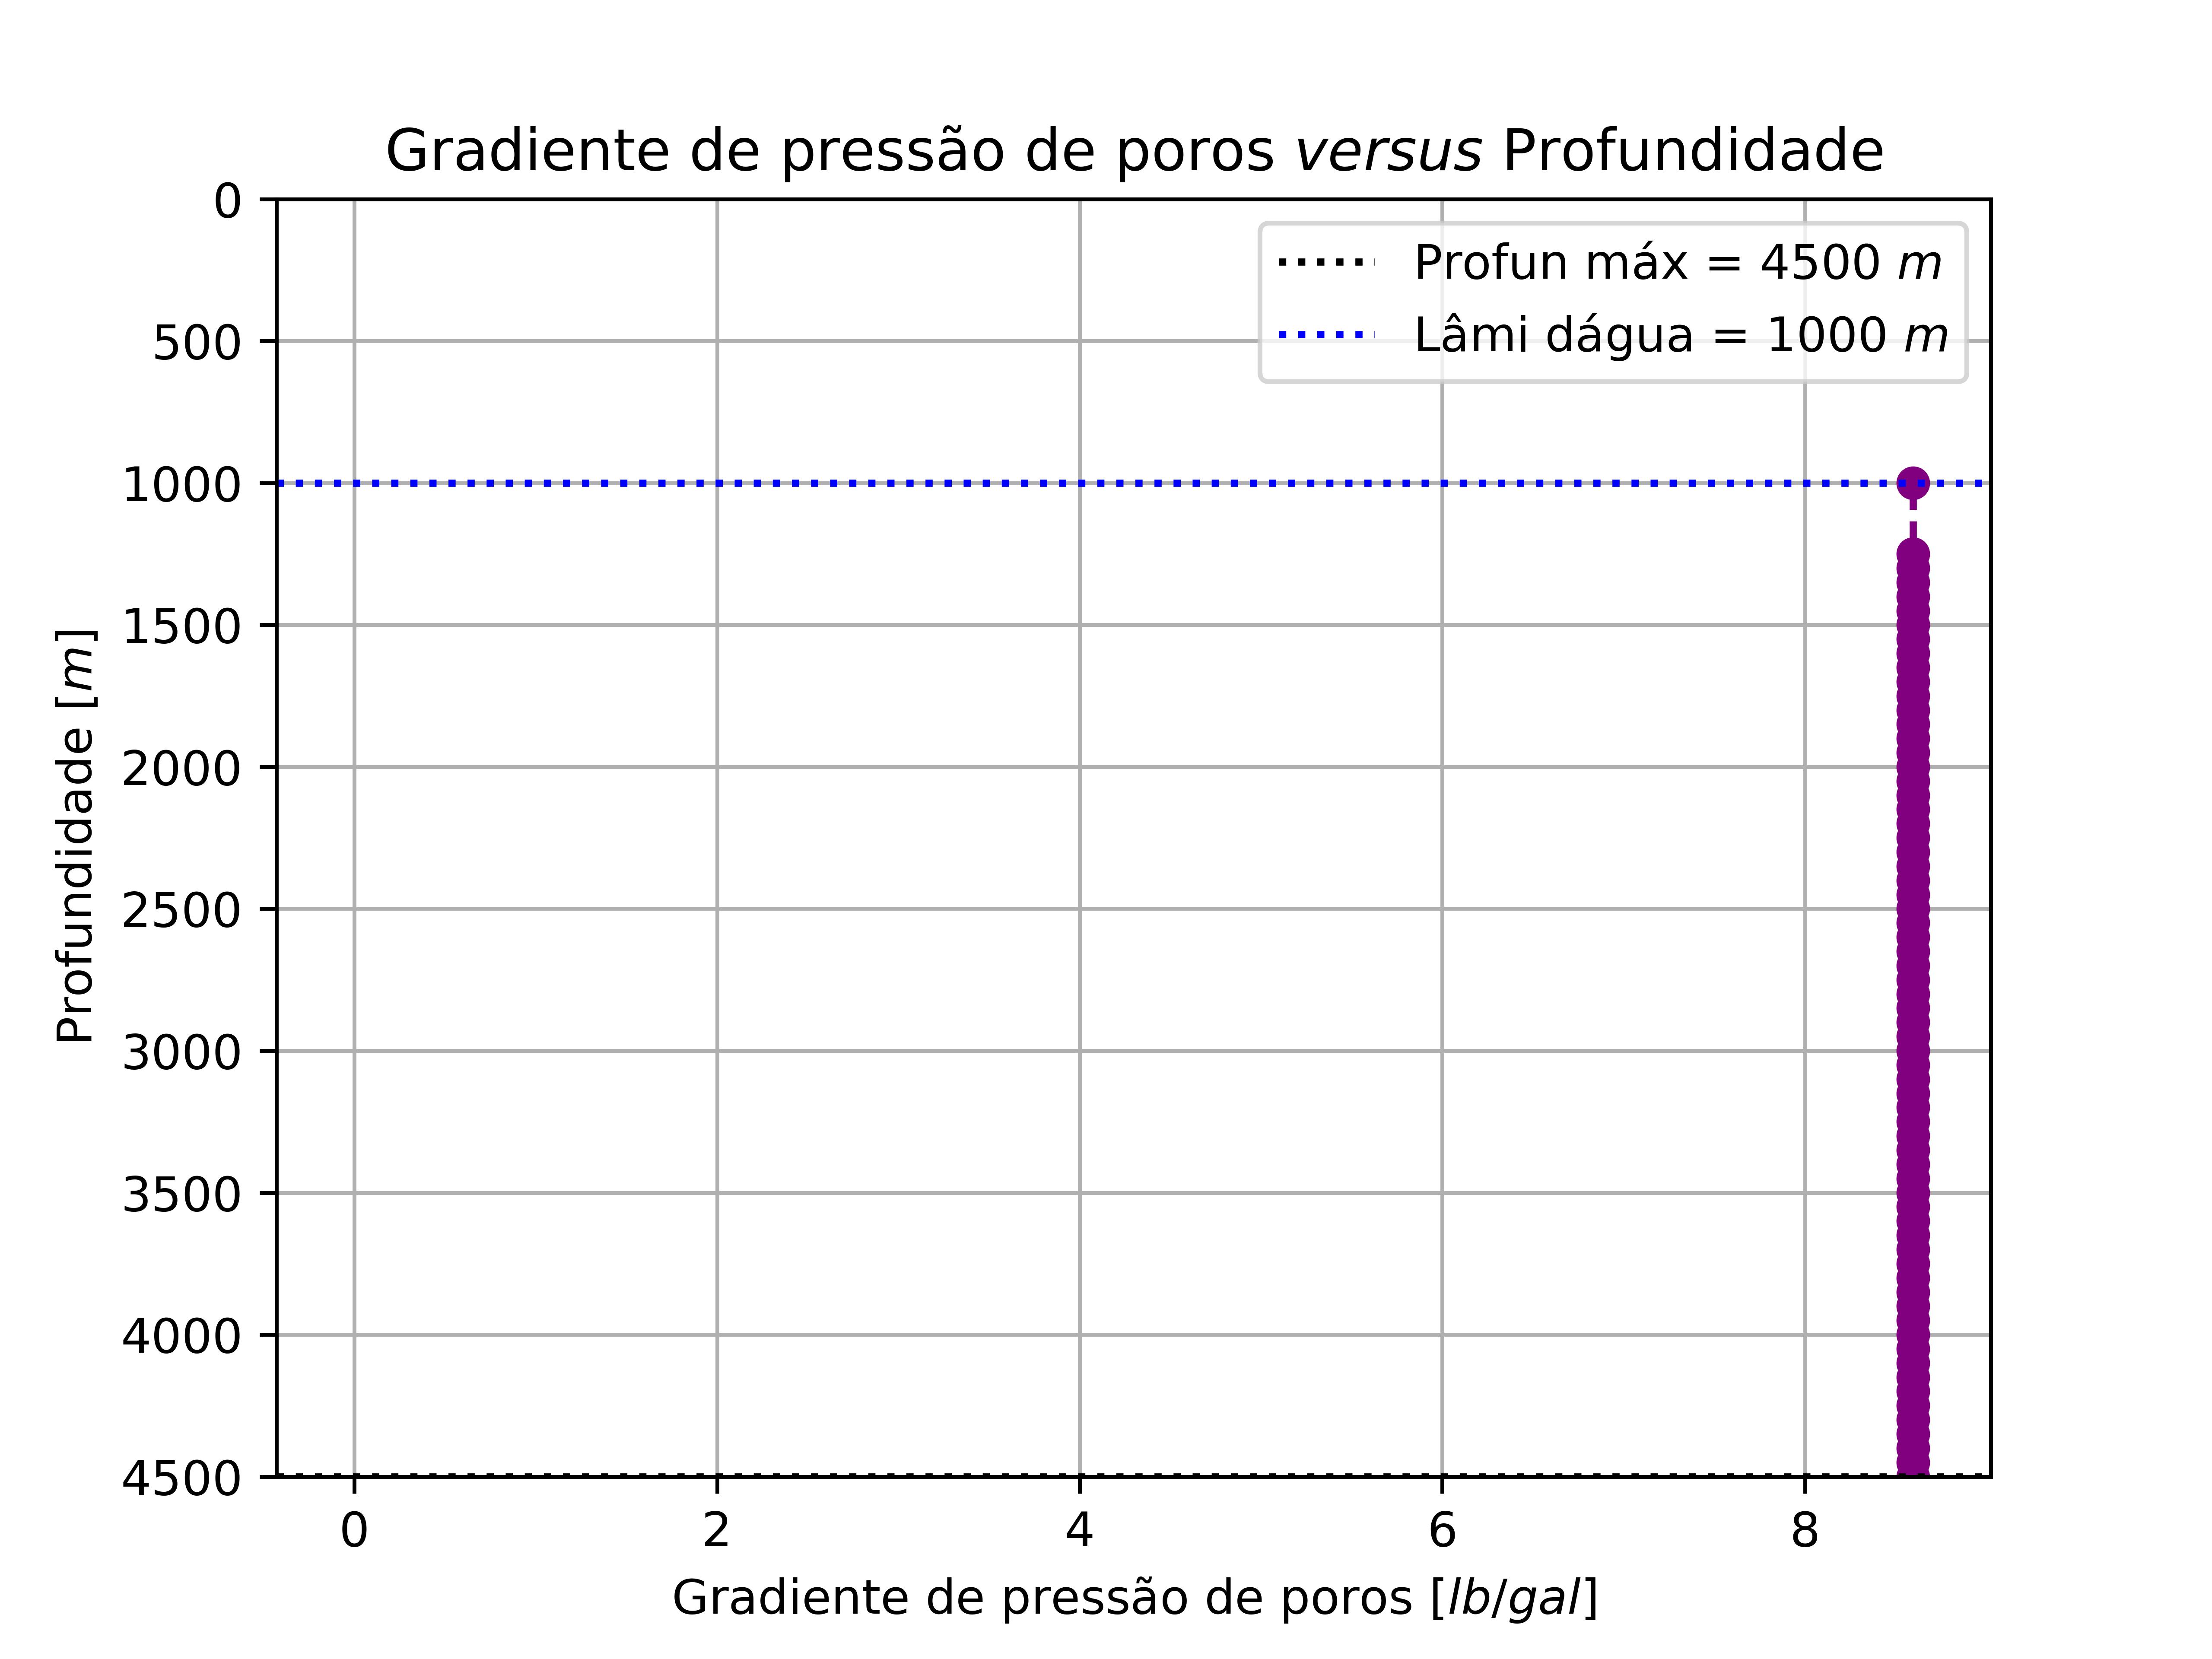 Gradiente de pressão de poros versus Profundidade
0
500
1000
1500
2000
2500
3000
3500
4000
4500
Profundidade [m]
Profun máx = 4500 m
Lâmi dágua = 1000 m
0 2 4 6 8
Gradiente de pressão de poros [lb/gal]